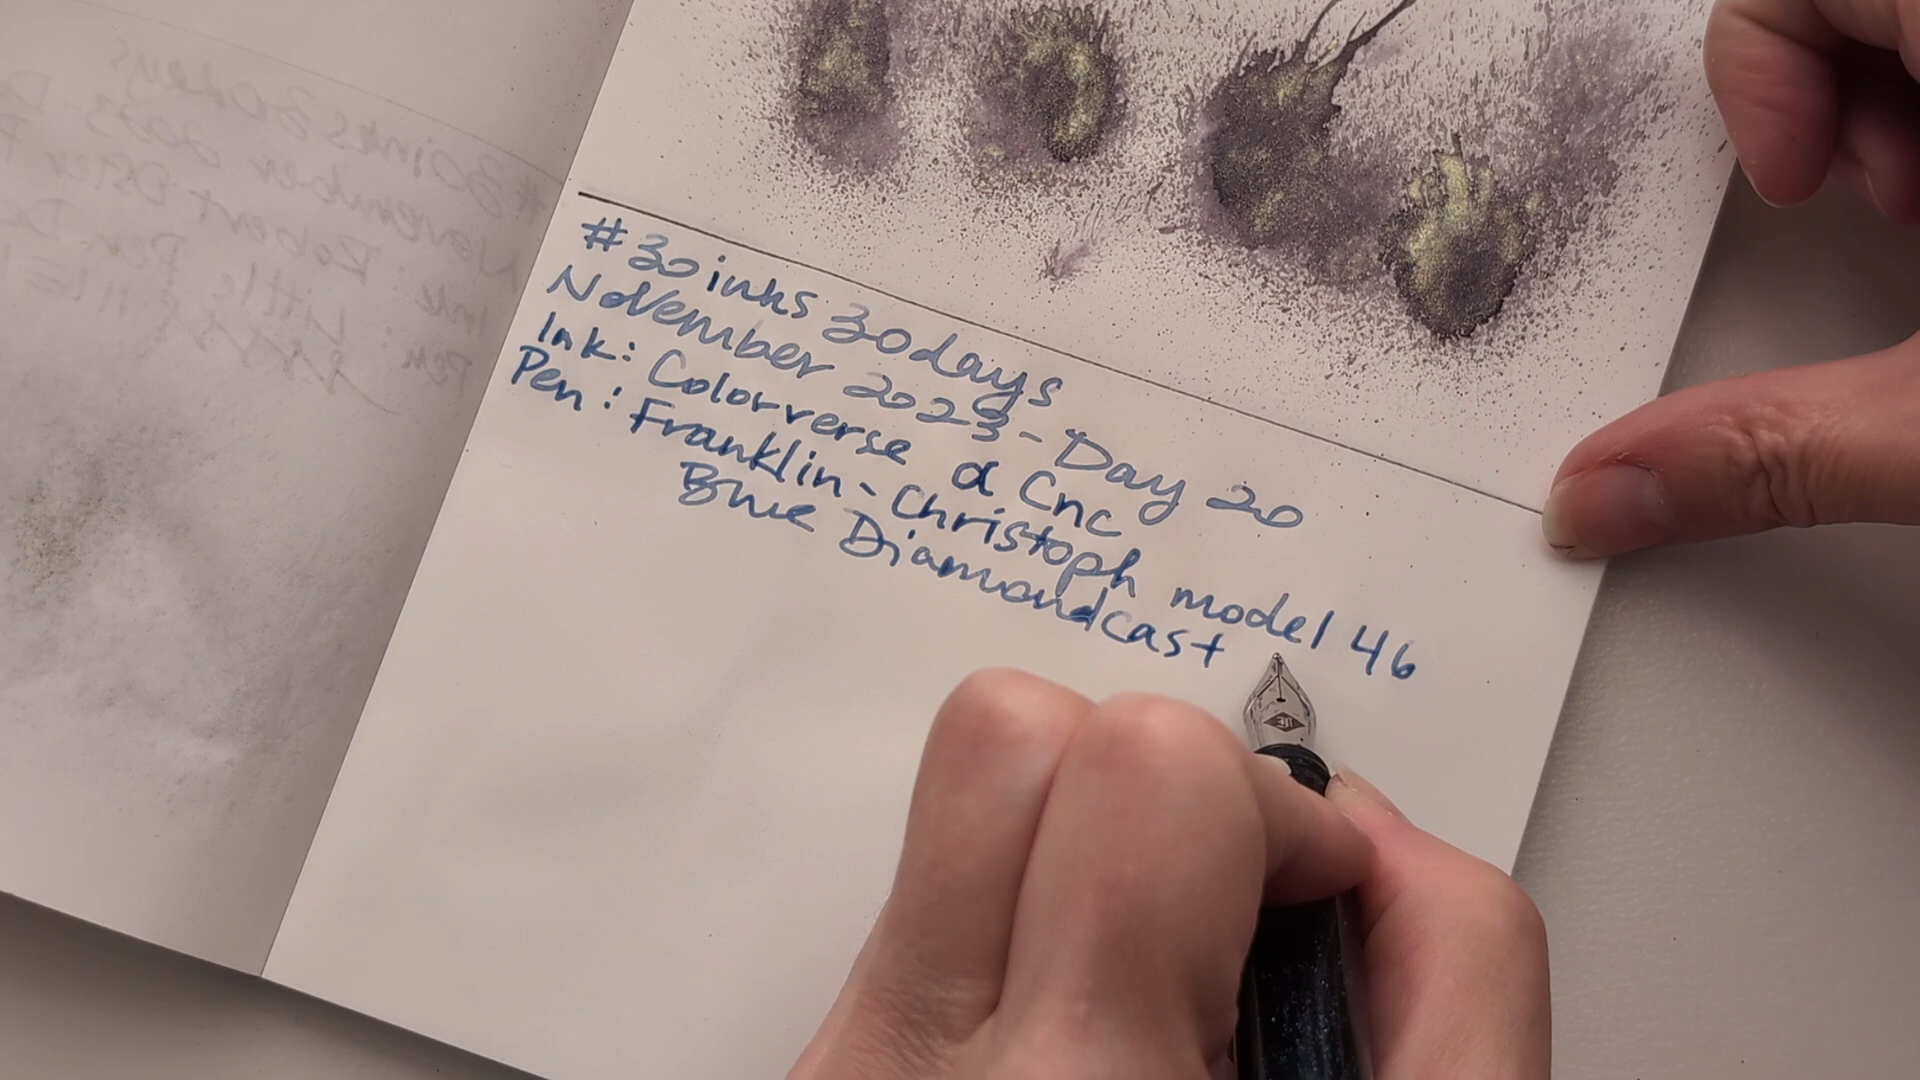 #30inks30days
November 2023 - Day 20
Ink: Colorverse α Cnc
Pen: Franklin-Christoph model 46
Blue Diamondcast